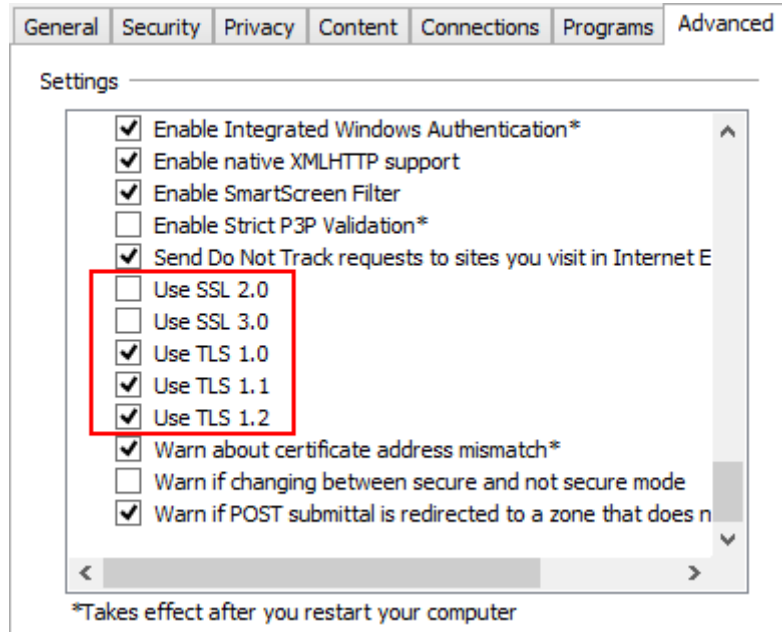 General Security Privacy Content Connections Programs Advanced
Settings
Enable Integrated Windows Authentication*
Enable native XMLHTTP support
Enable SmartScreen Filter
Enable Strict P3P Validation*
Send Do Not Track requests to sites you visit in Internet E
Use SSL 2.0
Use SSL 3.0
Use TLS 1.0
Use TLS 1.1
Use TLS 1.2
Warn about certificate address mismatch*
Warn if changing between secure and not secure mode
Warn if POST submittal is redirected to a zone that does n
*Takes effect after you restart your computer